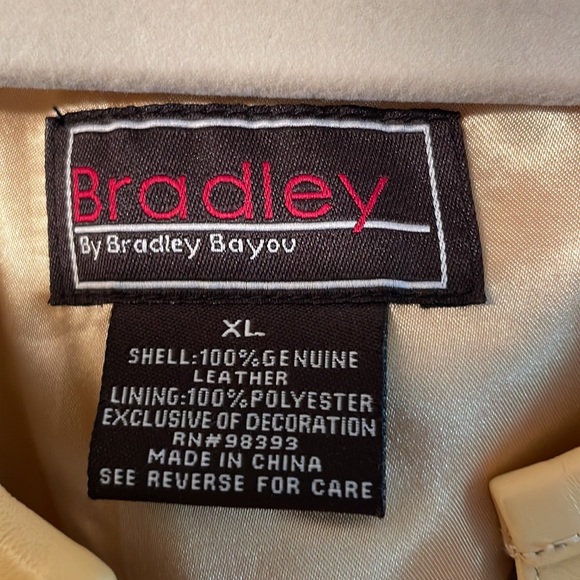 Bradley
By Bradley Bayou
XL
SHELL:100%GENUINE
LEATHER
LINING:100%POLYESTER
EXCLUSIVE OF DECORATION
RN#98393
MADE IN CHINA
SEE REVERSE FOR CARE